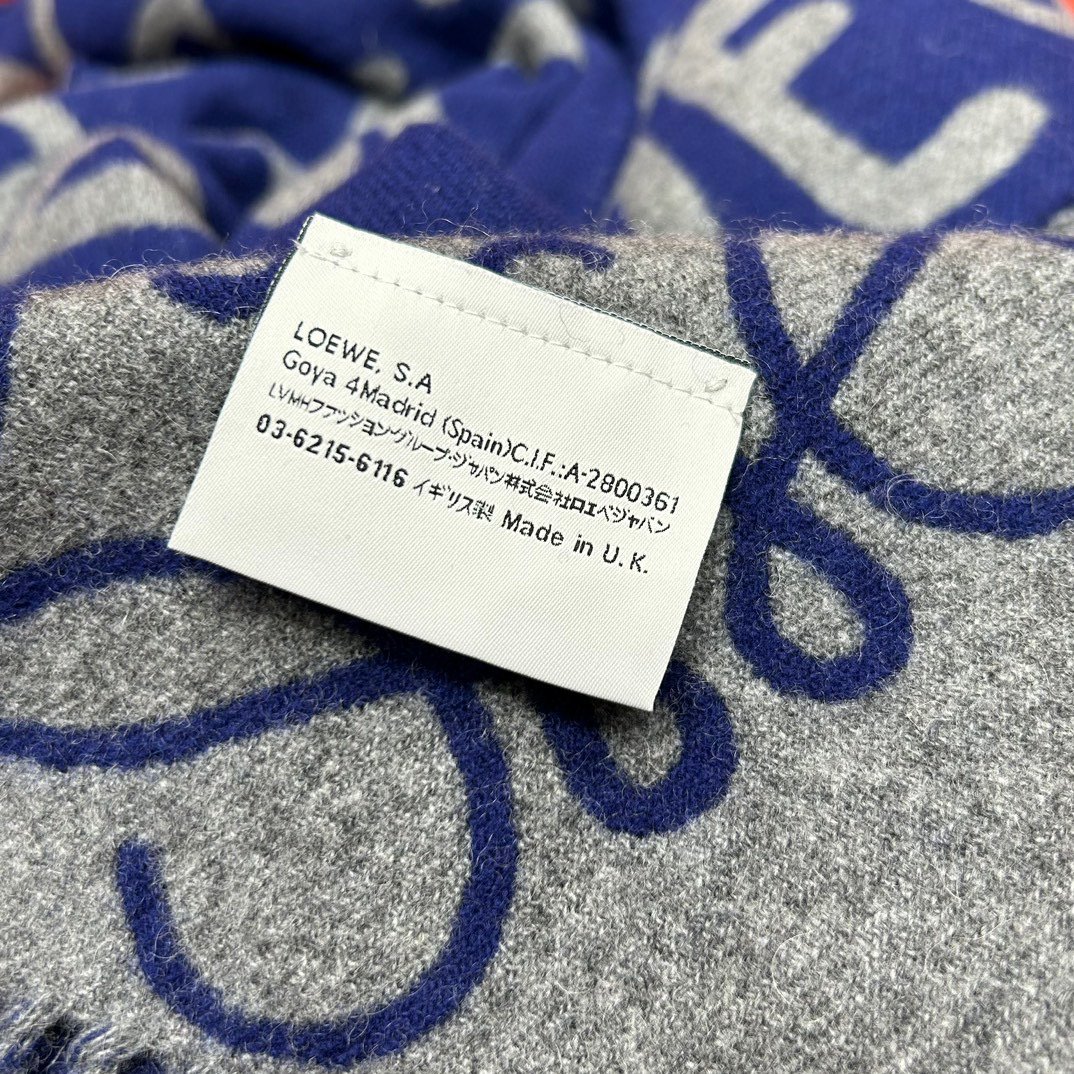 LOEWE, S.A
Goya 4Madrid (Spain)C.I.F.:A-2800361
LVMHファッション・グループ・ジャパン株式会社ロエベジャパン
03-6215-6116 イギリス製 Made in U.K.